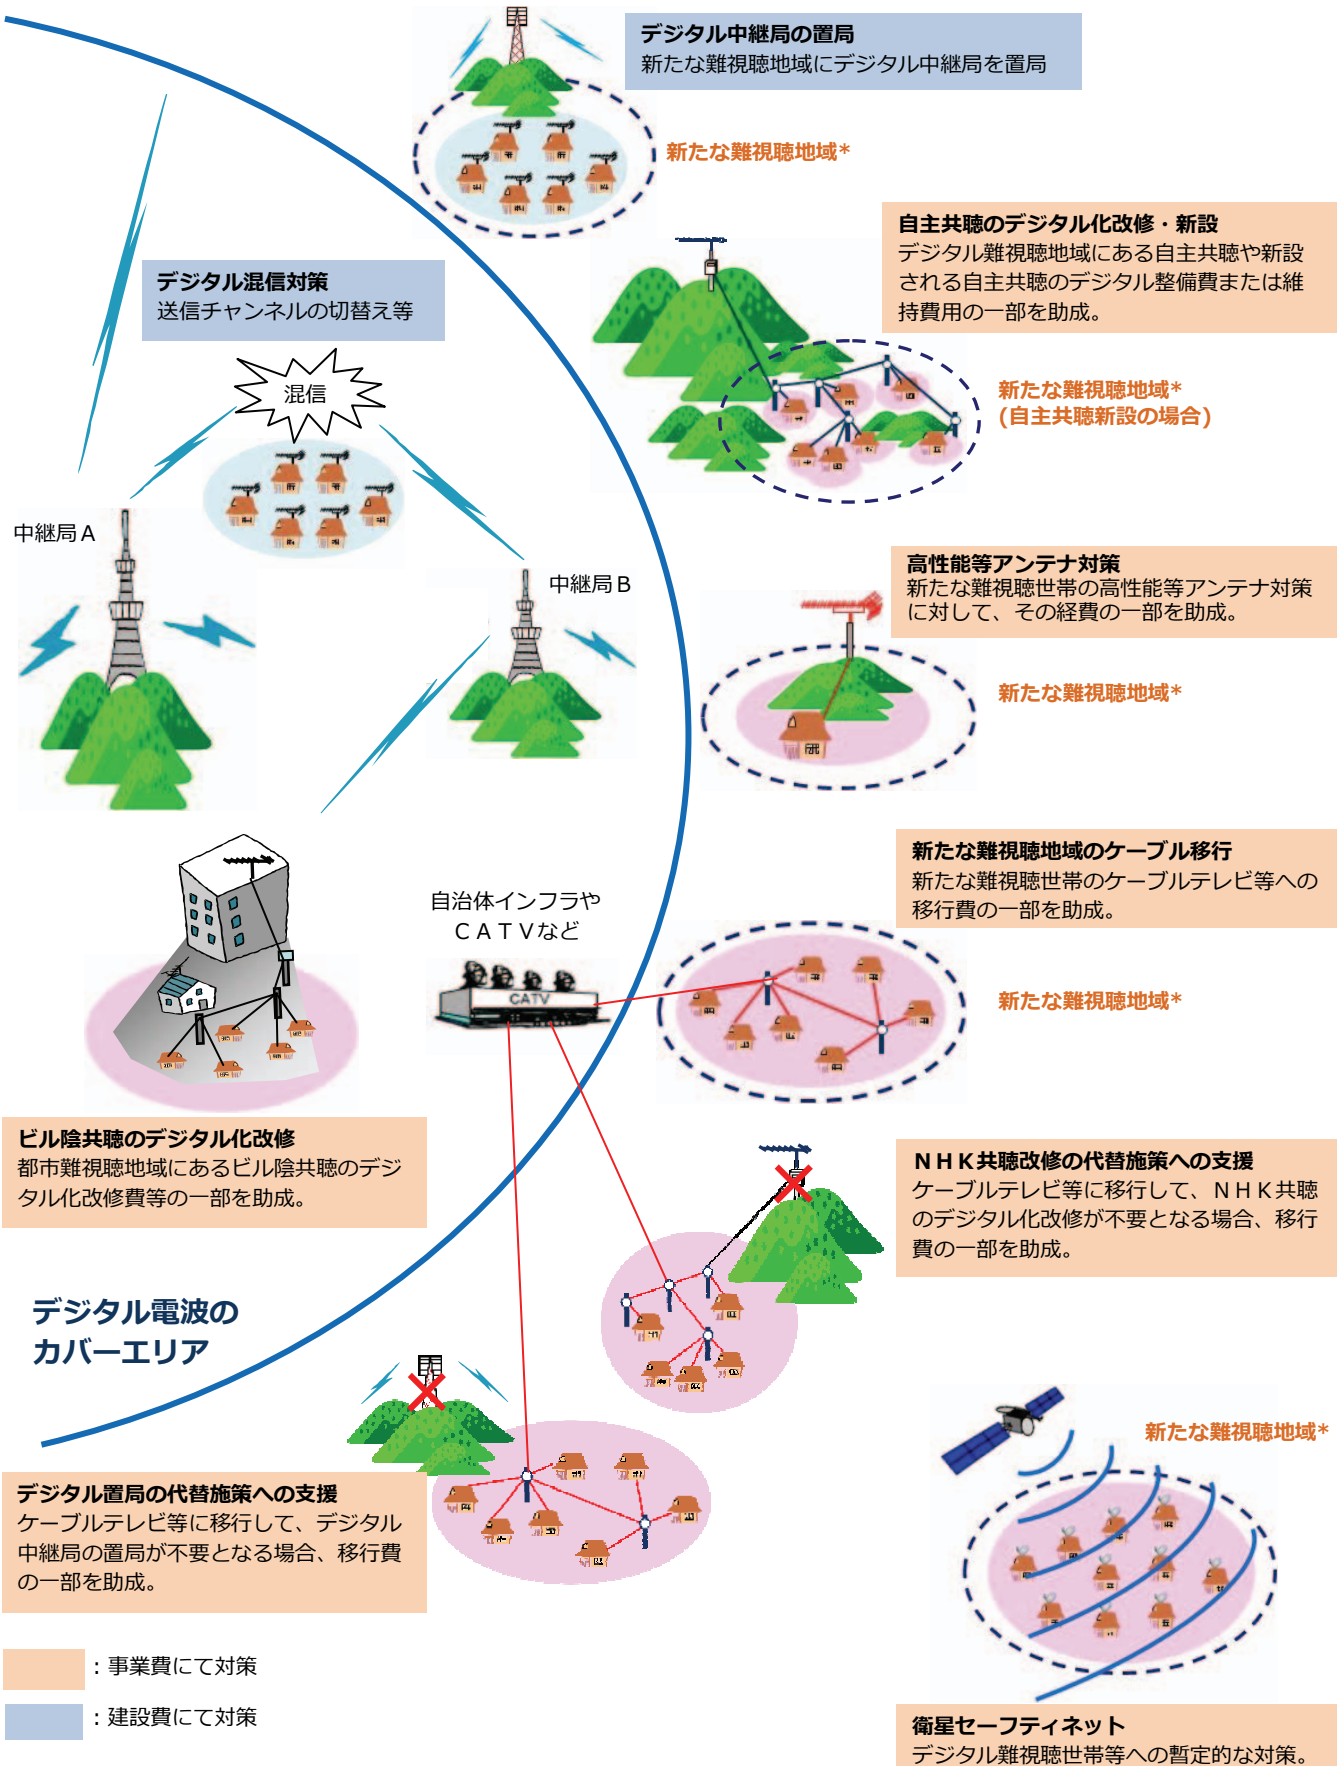 デジタル中継局の置局
新たな難視聴地域にデジタル中継局を置局
新たな難視聴地域*
自主共聴のデジタル化改修・新設
デジタル難視聴地域にある自主共聴や新設
される自主共聴のデジタル整備費または維
持費用の一部を助成。
新たな難視聴地域*
(自主共聴新設の場合)
デジタル混信対策
送信チャンネルの切替え等
混信
中継局A
中継局B
高性能等アンテナ対策
新たな難視聴世帯の高性能等アンテナ対策
に対して、その経費の一部を助成。
新たな難視聴地域*
新たな難視聴地域のケーブル移行
新たな難視聴世帯のケーブルテレビ等への
移行費の一部を助成。
新たな難視聴地域*
自治体インフラや
CATVなど
CATV
ビル陰共聴のデジタル化改修
都市難視聴地域にあるビル陰共聴のデジ
タル化改修費等の一部を助成。
NHK共聴改修の代替施策への支援
ケーブルテレビ等に移行して、NHK共聴
のデジタル化改修が不要となる場合、移行
費の一部を助成。
デジタル電波の
カバーエリア
デジタル置局の代替施策への支援
ケーブルテレビ等に移行して、デジタル
中継局の置局が不要となる場合、移行費
の一部を助成。
新たな難視聴地域*
：事業費にて対策
：建設費にて対策
衛星セーフティネット
デジタル難視聴世帯等への暫定的な対策。